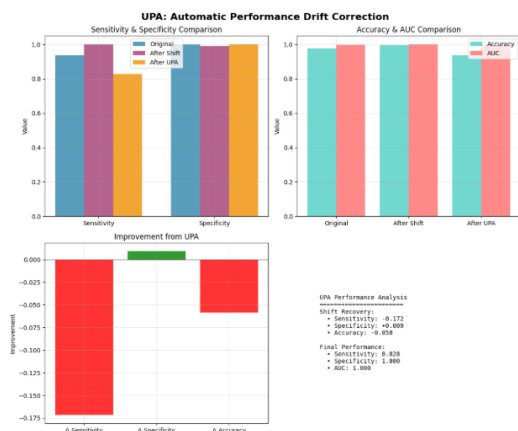 UPA: Automatic Performance Drift Correction
Sensitivity & Specificity Comparison
Value
1.0
0.8
0.6
0.4
0.2
0.0
Original
After Shift
After UPA
Sensitivity
Specificity
Accuracy & AUC Comparison
Value
1.0
0.8
0.6
0.4
0.2
0.0
Accuracy
AUC
Original
After Shift
After UPA
Improvement from UPA
Improvement
0.000
−0.025
−0.050
−0.075
−0.100
−0.125
−0.150
−0.175
Δ Sensitivity
Δ Specificity
Δ Accuracy
UPA Performance Analysis
========================
Shift Recovery:
• Sensitivity: -0.172
• Specificity: +0.009
• Accuracy: -0.058
Final Performance:
• Sensitivity: 0.828
• Specificity: 1.000
• AUC: 1.000